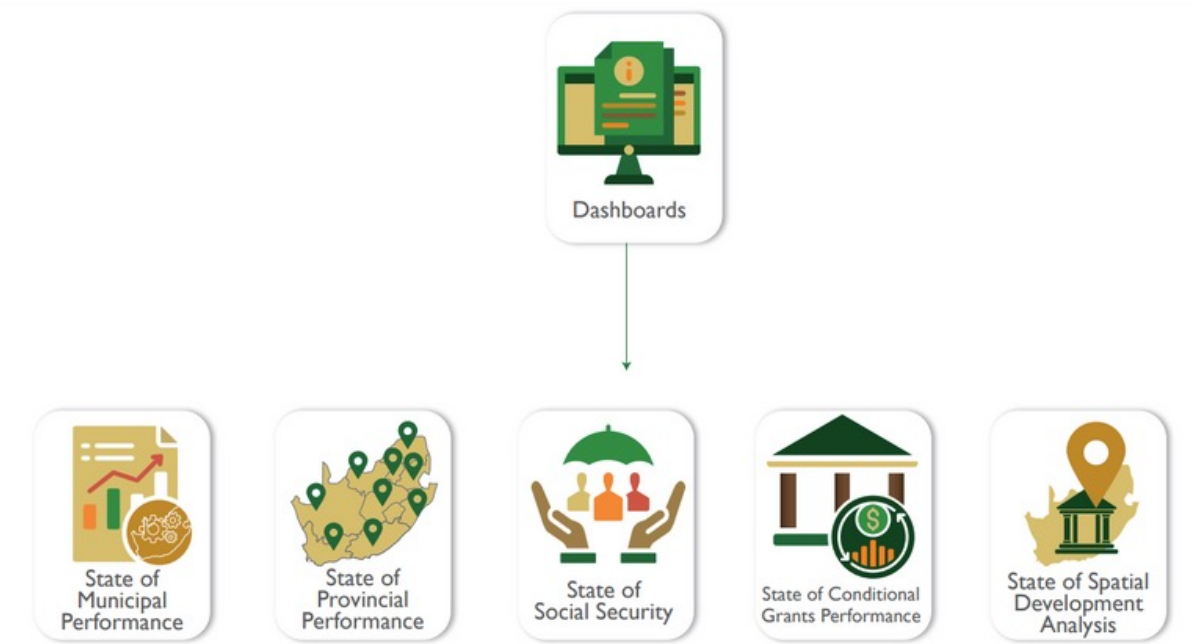 Dashboards
State of
Municipal
Performance
State of
Provincial
Performance
State of
Social Security
State of Conditional
Grants Performance
State of Spatial
Development
Analysis